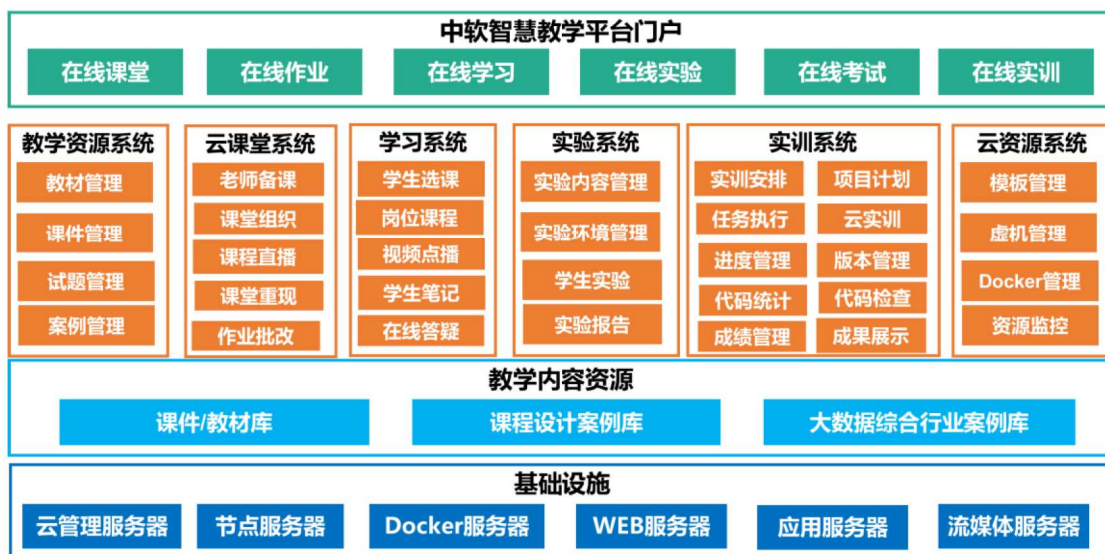 中软智慧教学平台门户
在线课堂
在线作业
在线学习
在线实验
在线考试
在线实训
教学资源系统
教材管理
课件管理
试题管理
案例管理
云课堂系统
老师备课
课堂组织
课程直播
课堂重现
作业批改
学习系统
学生选课
岗位课程
视频点播
学生笔记
在线答疑
实验系统
实验内容管理
实验环境管理
学生实验
实验报告
实训系统
实训安排
项目计划
任务执行
云实训
进度管理
版本管理
代码统计
代码检查
成绩管理
成果展示
云资源系统
模板管理
虚机管理
Docker管理
资源监控
教学内容资源
课件/教材库
课程设计案例库
大数据综合行业案例库
基础设施
云管理服务器
节点服务器
Docker服务器
WEB服务器
应用服务器
流媒体服务器